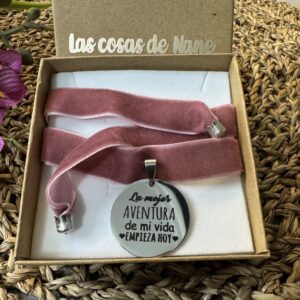 Las cosas de Nane
La mejor
AVENTURA
de mi vida
EMPIEZA HOY